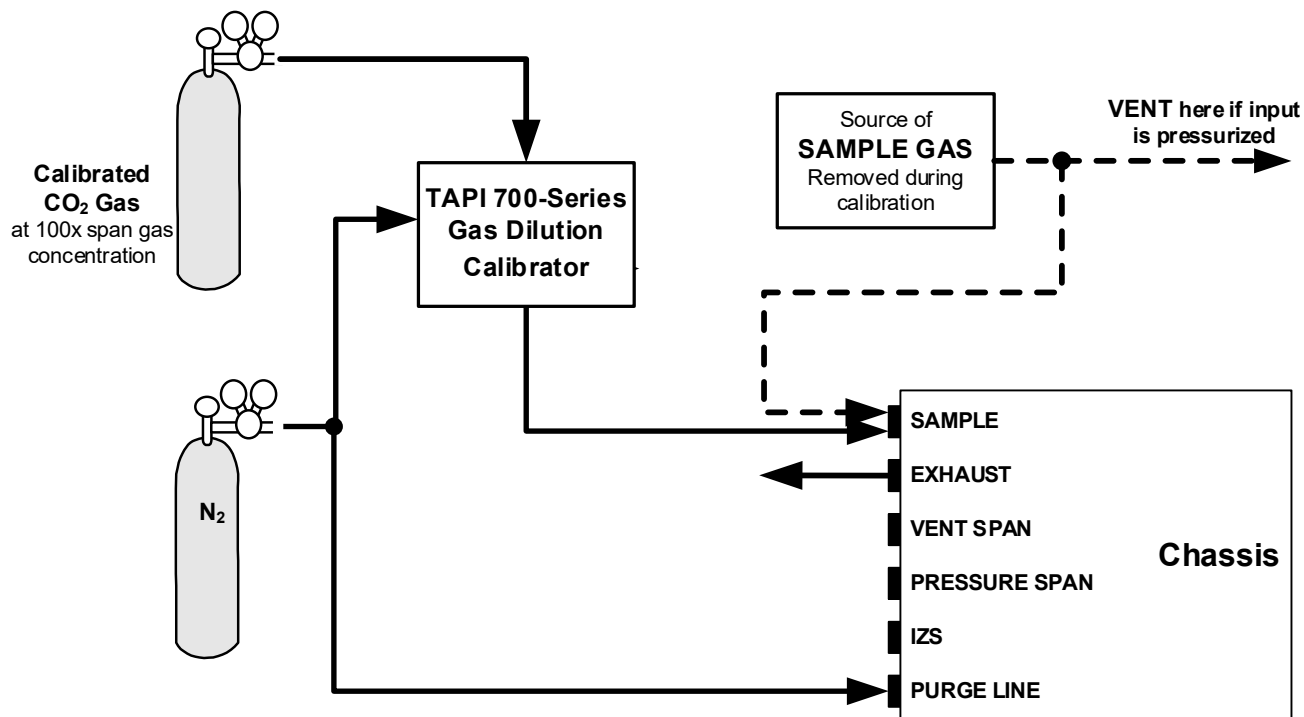 Calibrated
CO₂ Gas
at 100x span gas
concentration
TAPI 700-Series
Gas Dilution
Calibrator
Source of
SAMPLE GAS
Removed during
calibration
VENT here if input
is pressurized
N₂
SAMPLE
EXHAUST
VENT SPAN
PRESSURE SPAN
IZS
PURGE LINE
Chassis